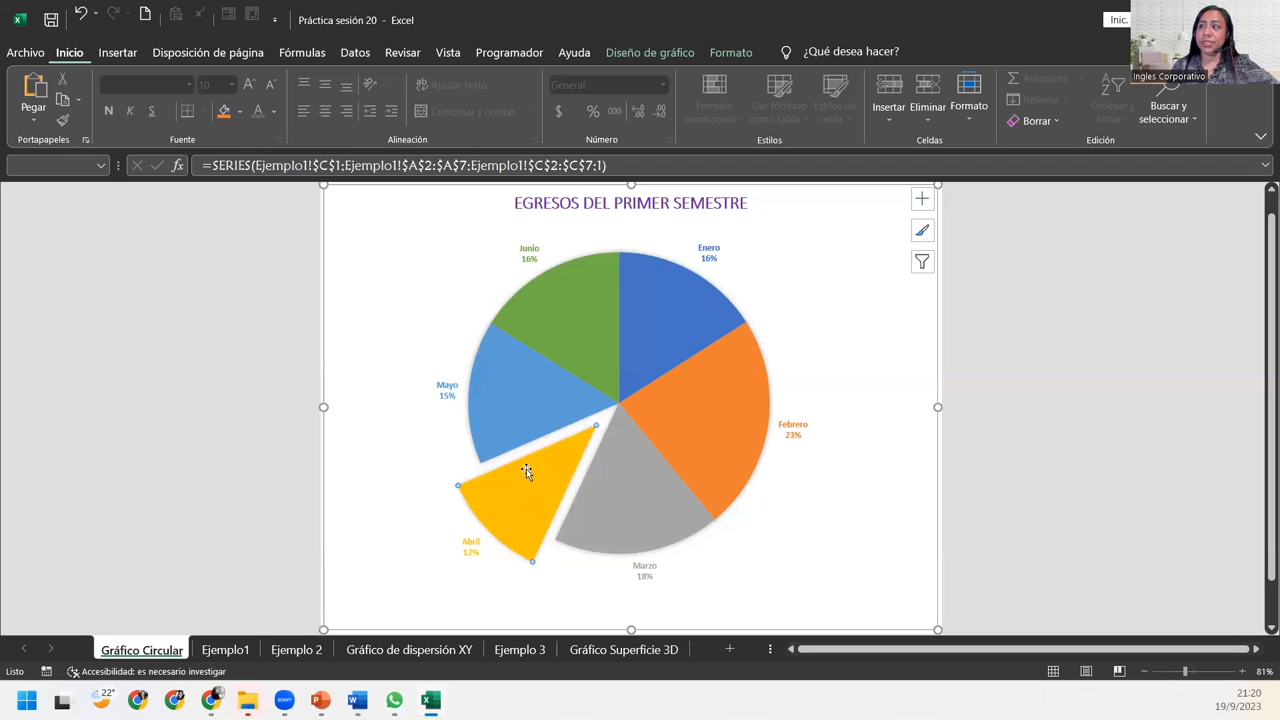 Práctica sesión 20 - Excel
Inic.
Archivo Inicio Insertar Disposición de página Fórmulas Datos Revisar Vista Programador Ayuda Diseño de gráfico Formato ¿Qué desea hacer?
Ingles Corporativo
Pegar
10
N K S
Ajustar texto
Combinar y centrar
General
$ % 000
Formato condicional
Dar formato como tabla
Estilos de celda
Insertar Eliminar Formato
Autosuma
Rellenar
Borrar
Ordenar y filtrar
Buscar y seleccionar
Portapapeles Fuente Alineación Número Estilos Celdas Edición
=SERIES(Ejemplo1!$C$1;Ejemplo1!$A$2:$A$7;Ejemplo1!$C$2:$C$7;1)
EGRESOS DEL PRIMER SEMESTRE
Junio
16%
Enero
16%
Mayo
15%
Febrero
23%
Abril
12%
Marzo
18%
Gráfico Circular Ejemplo1 Ejemplo 2 Gráfico de dispersión XY Ejemplo 3 Gráfico Superficie 3D
Listo Accesibilidad: es necesario investigar 81%
22°
zoom
21:20
19/9/2023